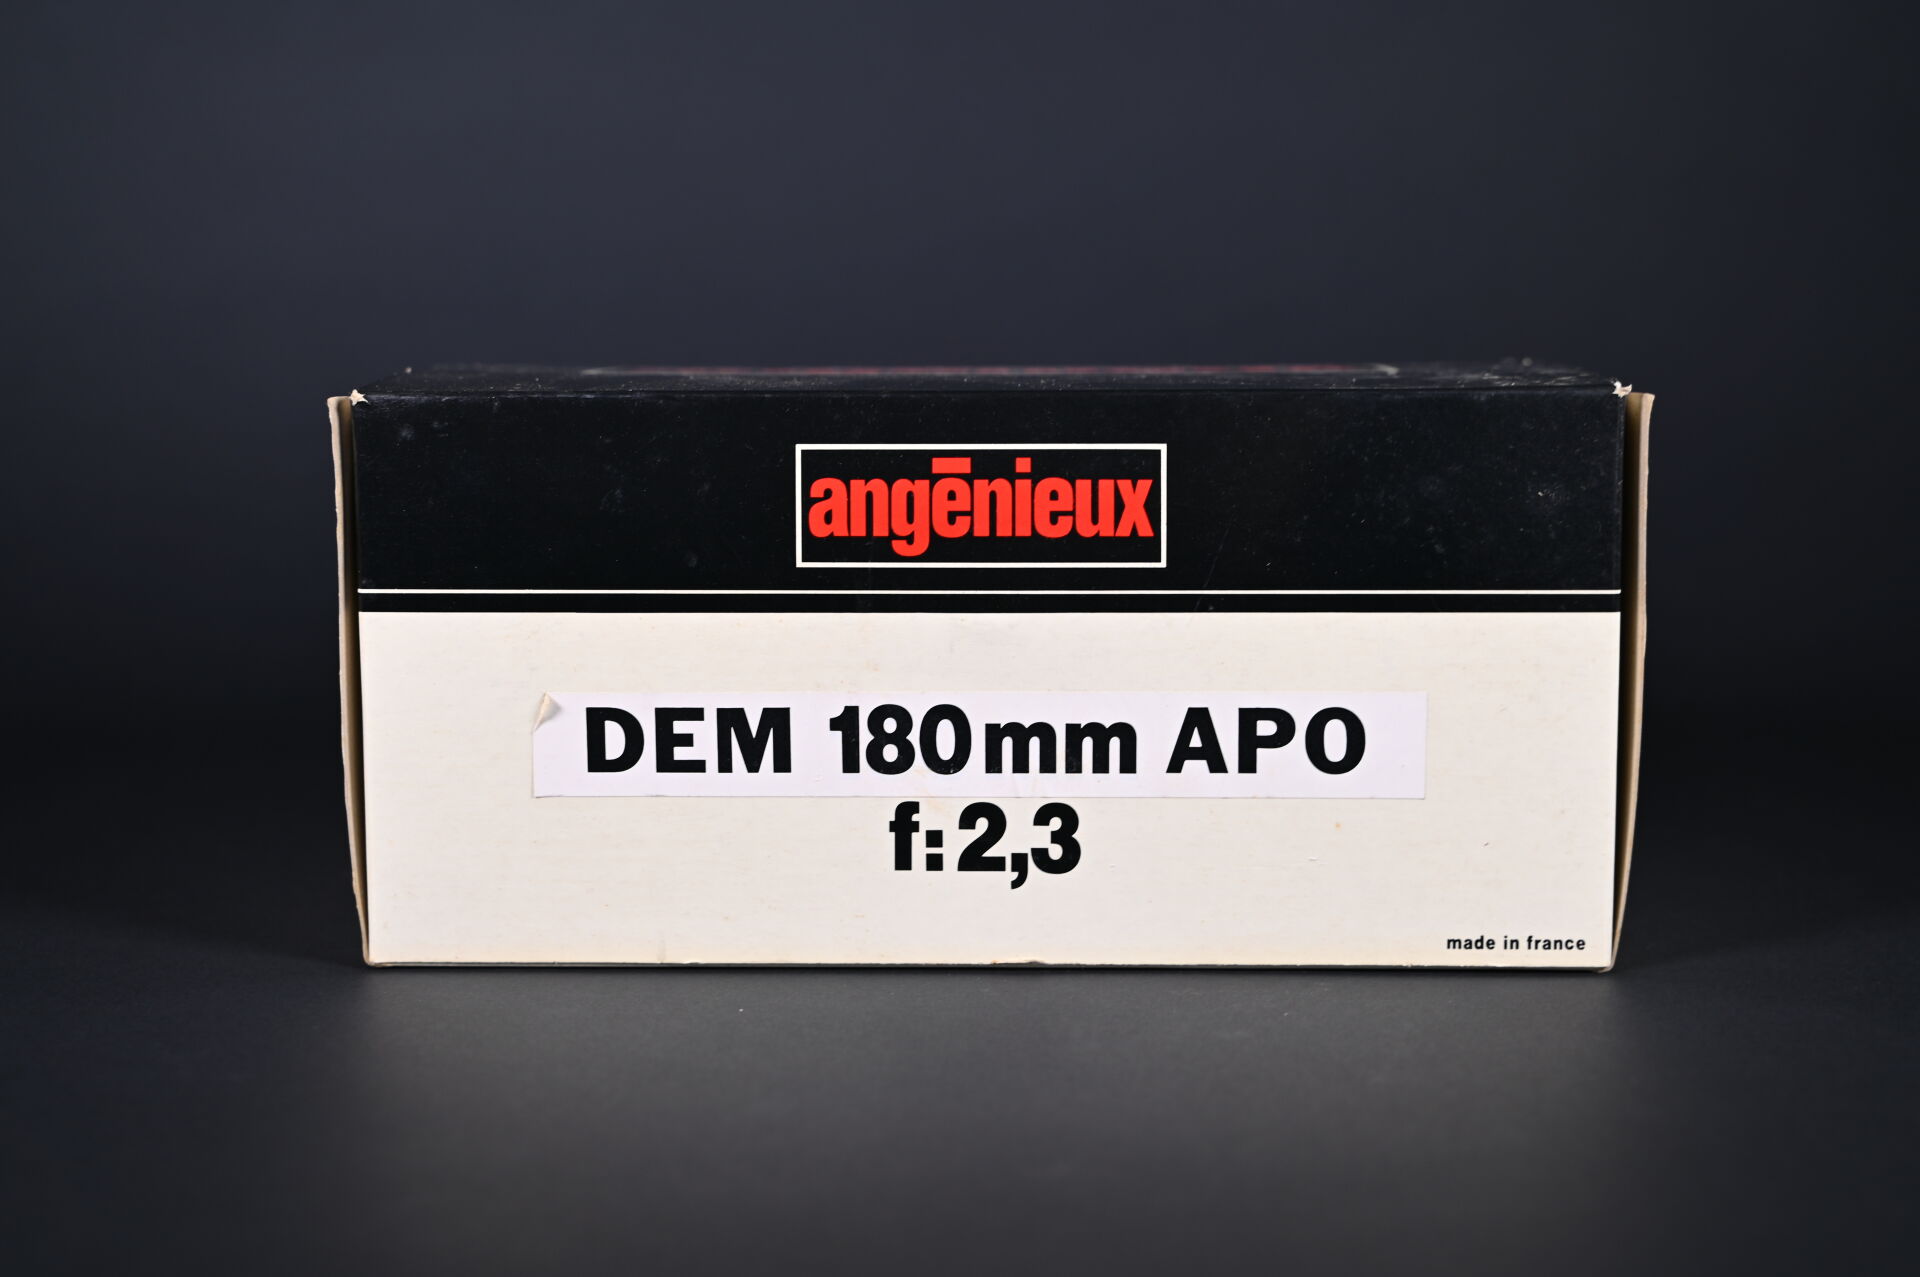 angēnieux
DEM 180mm APO
f:2,3
made in france